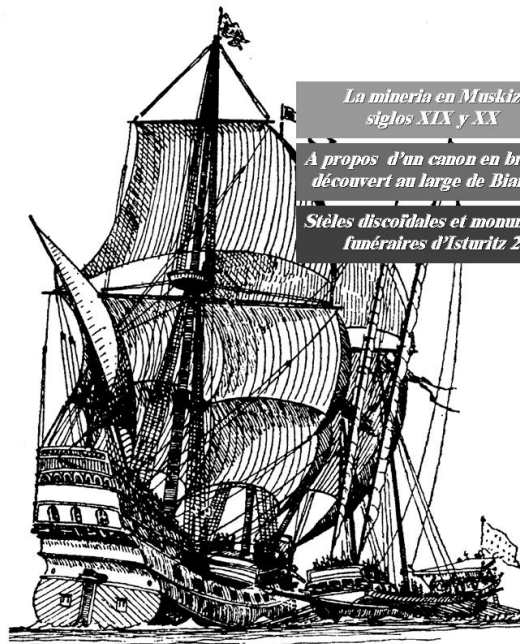 La mineria en Muskiz
siglos XIX y XX
A propos d'un canon en
découvert au large de
Stèles discoïdales et
funéraires d'Isturitz